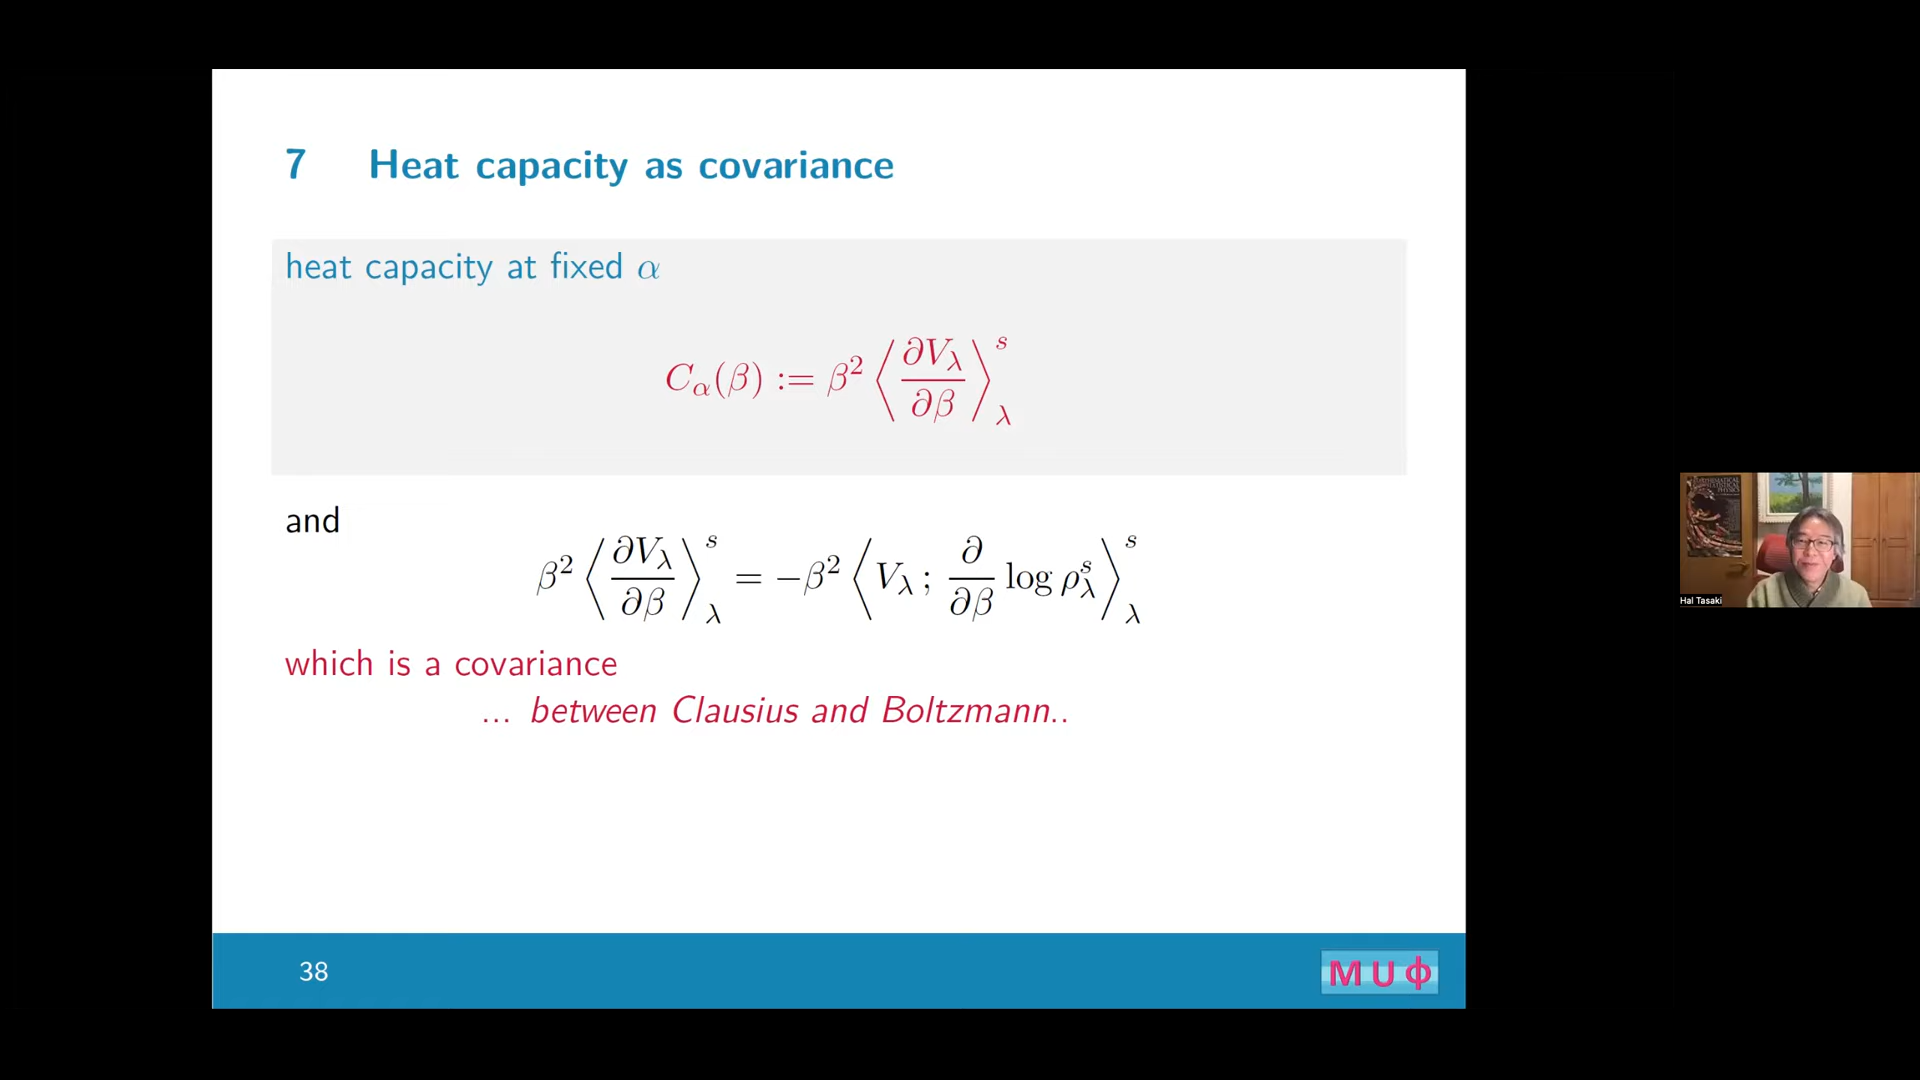 7 Heat capacity as covariance
heat capacity at fixed α
C_α(β) := β² ⟨∂V_λ/∂β⟩^s_λ
and
β² ⟨∂V_λ/∂β⟩^s_λ = −β² ⟨V_λ ; ∂/∂β log ρ^s_λ⟩^s_λ
which is a covariance
... between Clausius and Boltzmann..
38
M U Φ
Hal Tasaki